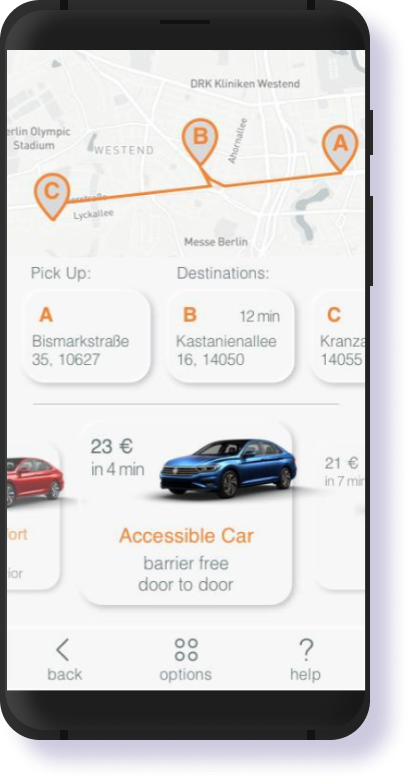 DRK Kliniken Westend
B
erlin Olympic
Stadium
WESTEND
Ahornallee
A
C
Lyckallee
Messe Berlin
Pick Up:
Destinations:
A
Bismarkstraße
35, 10627
B 12 min
Kastanienallee
16, 14050
C
Kranza
14055
23 €
in 4 min
Accessible Car
barrier free
door to door
ort
ior
21 €
in 7 min
back
options
help